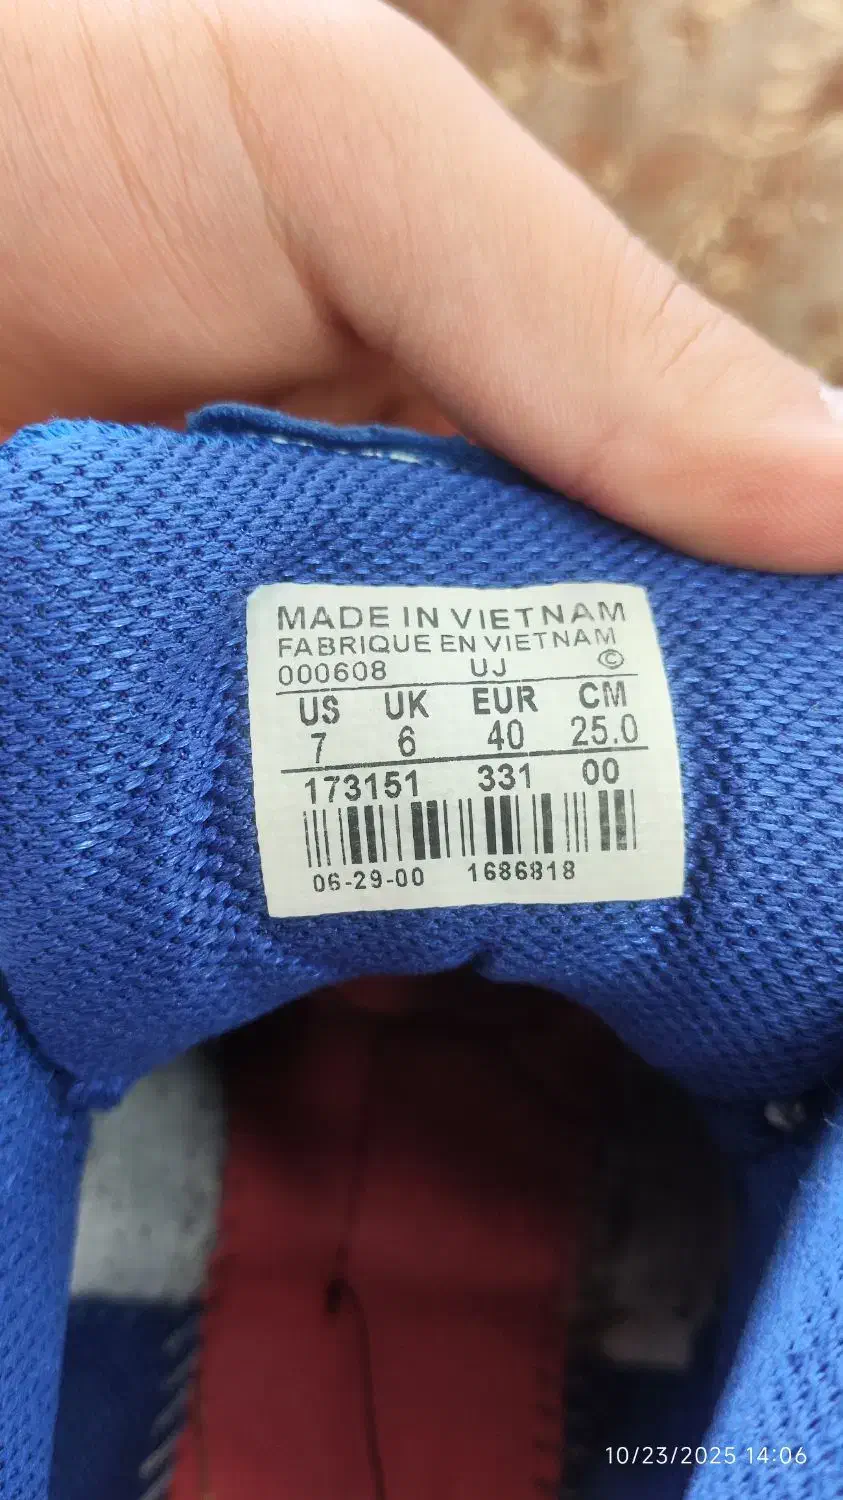 MADE IN VIETNAM
FABRIQUE EN VIETNAM
000608 UJ ©
US UK EUR CM
7 6 40 25.0
173151 331 00
06-29-00 1686818
10/23/2025 14:06